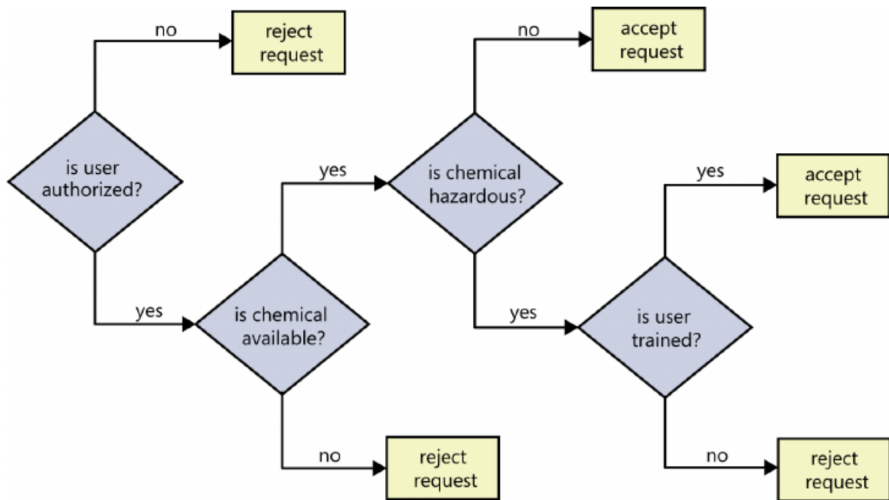 no
reject
request
is user
authorized?
yes
is chemical
available?
no
reject
request
yes
is chemical
hazardous?
no
accept
request
yes
is user
trained?
yes
accept
request
no
reject
request